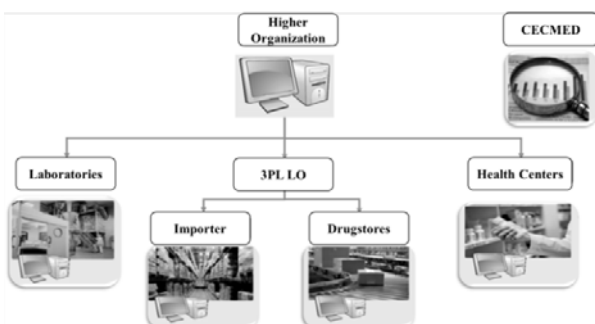 Higher
Organization
CECMED
Laboratories
3PL LO
Health Centers
Importer
Drugstores